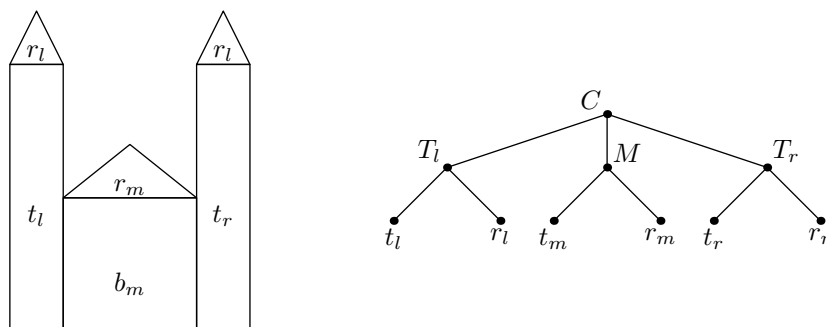 r_l r_l
C
T_l M T_r
r_m
t_l t_r
t_l r_l t_m r_m t_r r_r
b_m